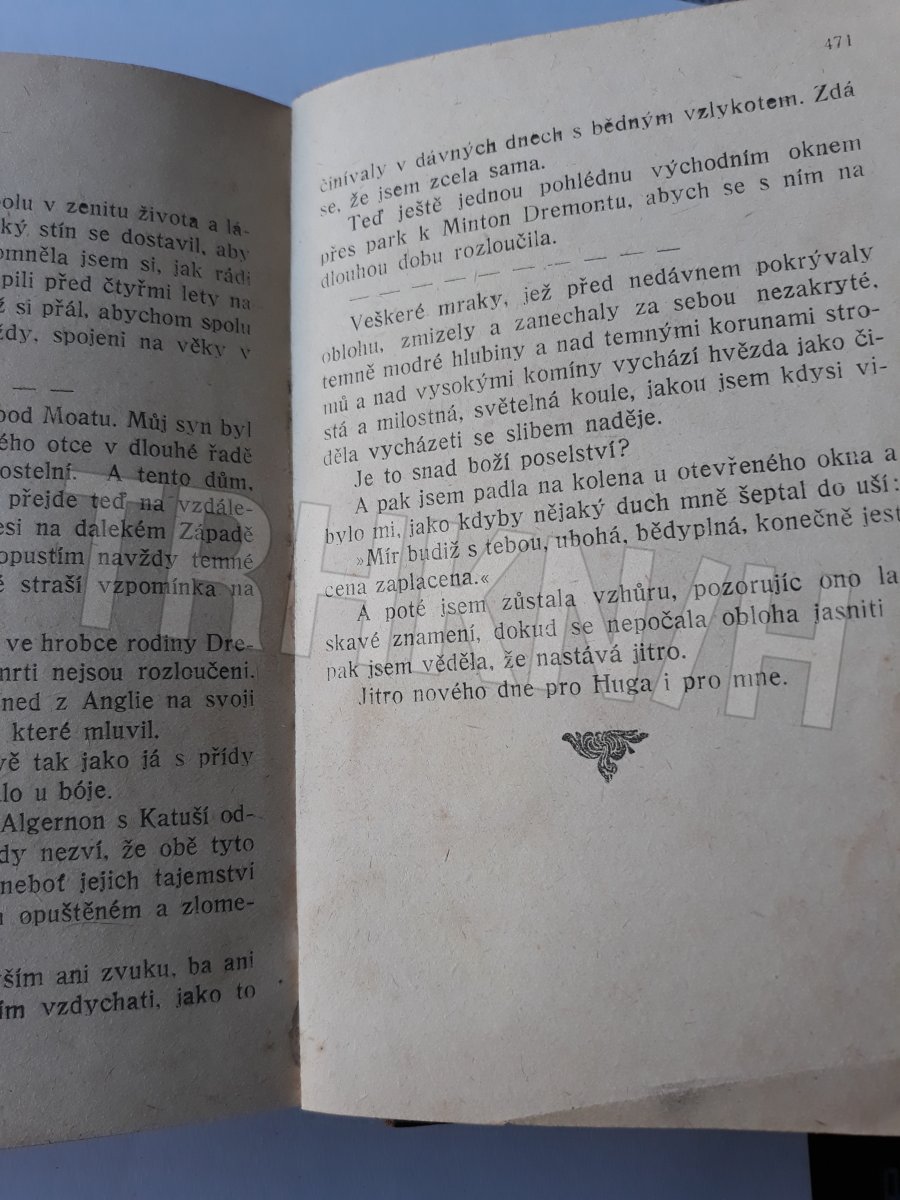 olu v zenitu života a lá-
ký stín se dostavil, aby
omněla jsem si, jak rádi
pili před čtyřmi lety na
ž si přál, abychom spolu
dy, spojeni na věky v
— —
pod Moatu. Můj syn byl
ého otce v dlouhé řadě
ostelní. A tento dům,
přejde teď na vzdále-
esi na dalekém Západě
opustím navždy temné
é straší vzpomínka na
ve hrobce rodiny Dre-
mrti nejsou rozloučeni.
ned z Anglie na svoji
které mluvil.
vě tak jako já s přídy
lo u bóje.
Algernon s Katuší od-
dy nezví, že obě tyto
neboť jejich tajemství
opuštěném a zlome-
ším ani zvuku, ba ani
ím vzdychati, jako to
471
činívaly v dávných dnech s bědným vzlykotem. Zdá
se, že jsem zcela sama.
Teď ještě jednou pohlédnu východním oknem
přes park k Minton Dremontu, abych se s ním na
dlouhou dobu rozloučila.
— — — — — — — — — — —
Veškeré mraky, jež před nedávnem pokrývaly
oblohu, zmizely a zanechaly za sebou nezakryté,
temně modré hlubiny a nad temnými korunami stro-
mů a nad vysokými komíny vychází hvězda jako či-
stá a milostná, světelná koule, jakou jsem kdysi vi-
děla vycházeti se slibem naděje.
Je to snad boží poselství?
A pak jsem padla na kolena u otevřeného okna a
bylo mi, jako kdyby nějaký duch mně šeptal do uší:
»Mír budiž s tebou, ubohá, bědyplná, konečně jest
cena zaplacena.«
A poté jsem zůstala vzhůru, pozorujíc ono la
skavé znamení, dokud se nepočala obloha jasniti
pak jsem věděla, že nastává jitro.
Jitro nového dne pro Huga i pro mne.
TRHKNIH